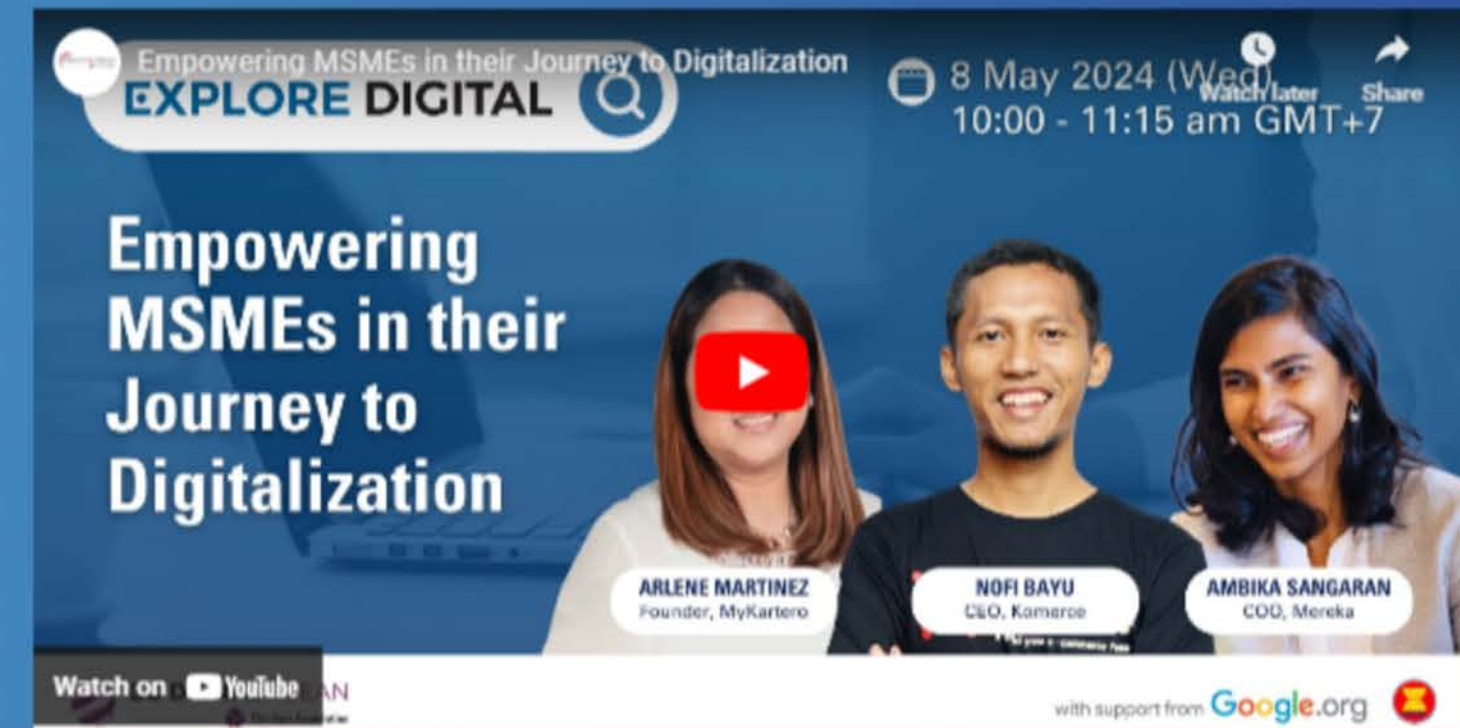 Empowering MSMEs in their Journey to Digitalization
EXPLORE DIGITAL
8 May 2024 (Wed)
10:00 - 11:15 am GMT+7
Watch later
Share
Empowering
MSMEs in their
Journey to
Digitalization
ARLENE MARTINEZ
Founder, MyKartero
NOFI BAYU
CEO, Komerce
AMBIKA SANGARAN
COO, Mereka
Watch on YouTube
with support from Google.org